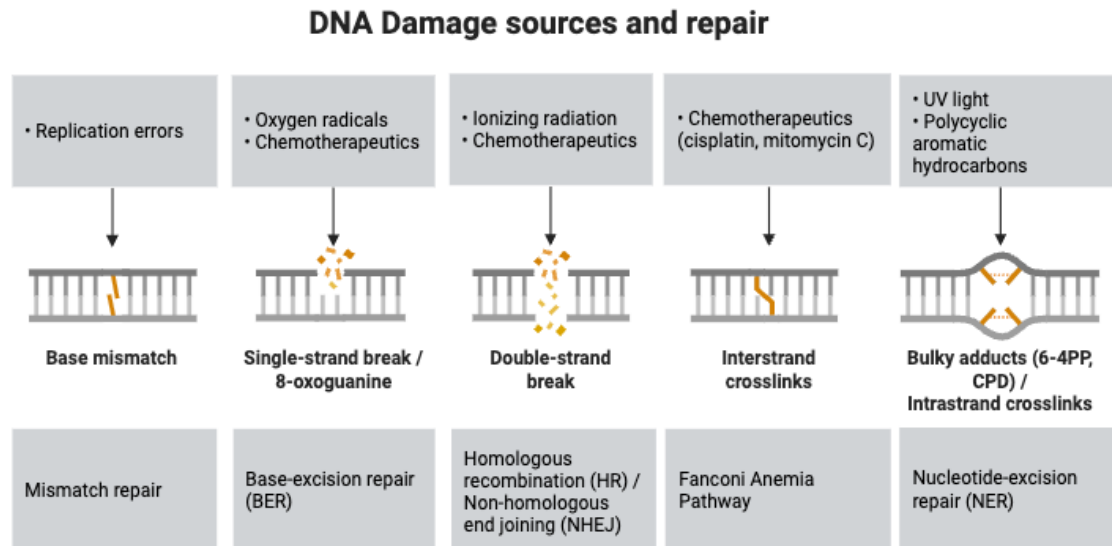 DNA Damage sources and repair
• Replication errors
• Oxygen radicals
• Chemotherapeutics
• Ionizing radiation
• Chemotherapeutics
• Chemotherapeutics
(cisplatin, mitomycin C)
• UV light
• Polycyclic
aromatic
hydrocarbons
Base mismatch
Single-strand break /
8-oxoguanine
Double-strand
break
Interstrand
crosslinks
Bulky adducts (6-4PP,
CPD) /
Intrastrand crosslinks
Mismatch repair
Base-excision repair
(BER)
Homologous
recombination (HR) /
Non-homologous
end joining (NHEJ)
Fanconi Anemia
Pathway
Nucleotide-excision
repair (NER)